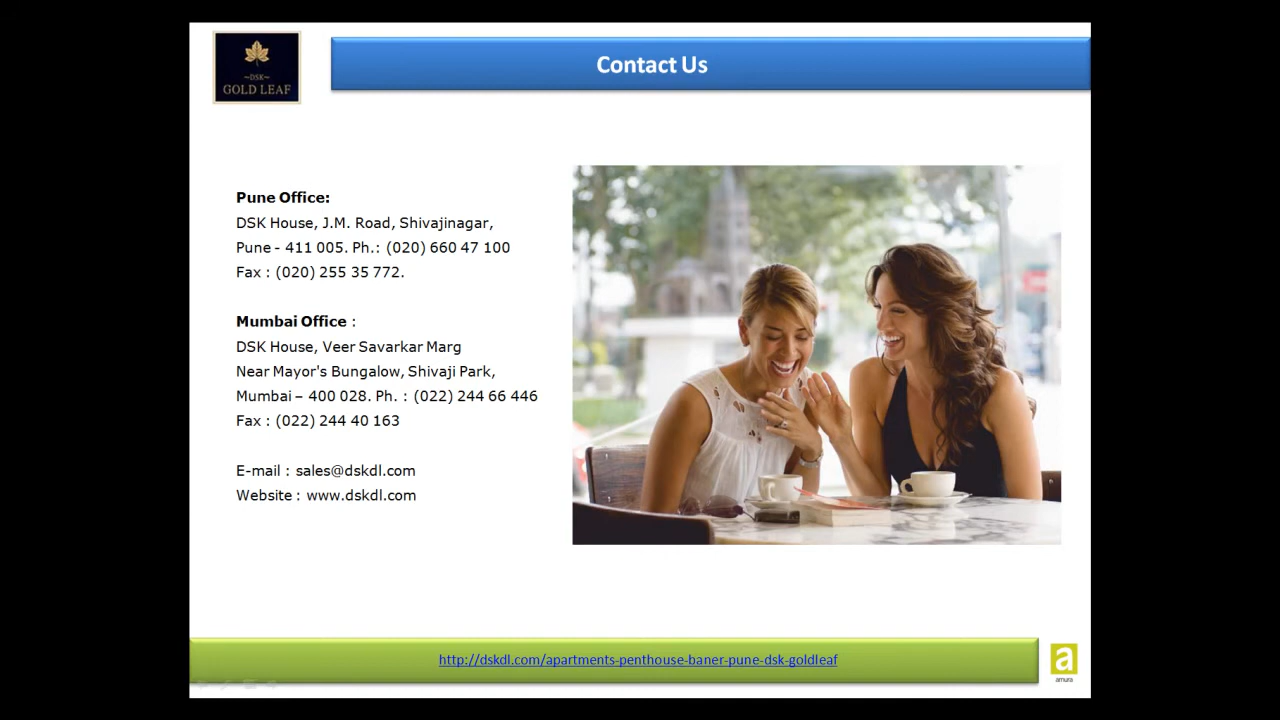 ~DSK~
GOLD LEAF
Contact Us
Pune Office:
DSK House, J.M. Road, Shivajinagar,
Pune - 411 005. Ph.: (020) 660 47 100
Fax : (020) 255 35 772.
Mumbai Office :
DSK House, Veer Savarkar Marg
Near Mayor's Bungalow, Shivaji Park,
Mumbai – 400 028. Ph. : (022) 244 66 446
Fax : (022) 244 40 163
E-mail : sales@dskdl.com
Website : www.dskdl.com
http://dskdl.com/apartments-penthouse-baner-pune-dsk-goldleaf
a
amura